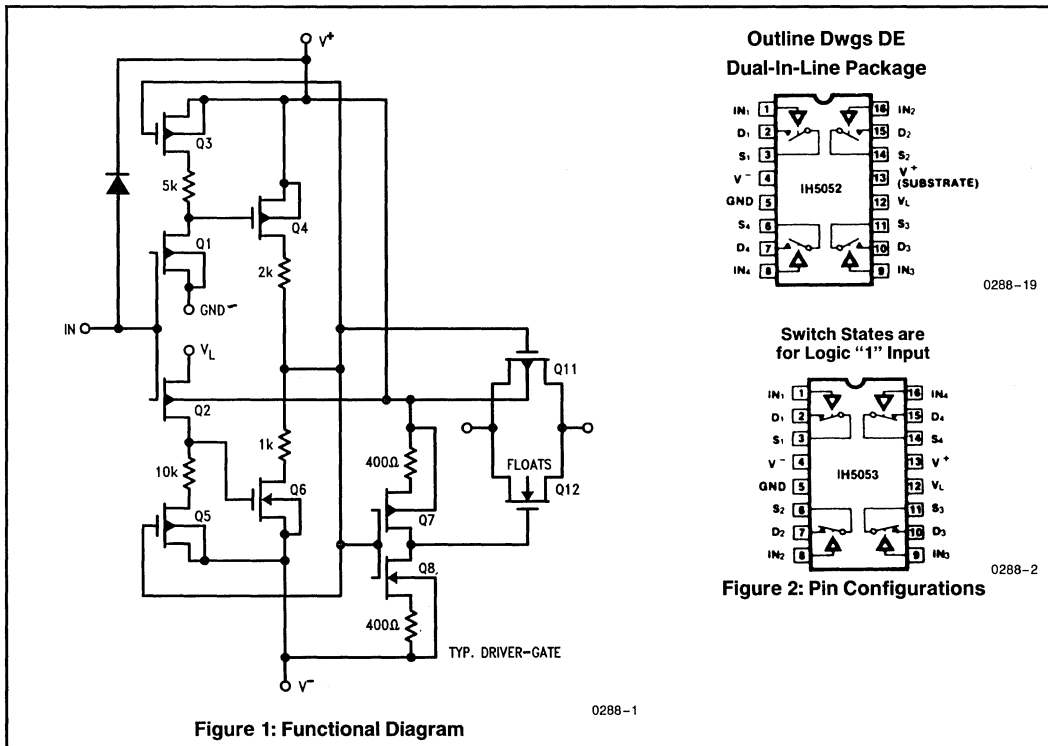 V+
Q3
5k
Q4
Q1
2k
GND-
IN
VL
Q11
Q2
1k
400Ω
FLOATS
10k
Q12
Q6
Q5
Q7
Q8
400Ω
TYP. DRIVER-GATE
V-
0288-1
Figure 1: Functional Diagram
Outline Dwgs DE
Dual-In-Line Package
IN1 1 16 IN2
D1 2 15 D2
S1 3 14 S2
V- 4 13 V+ (SUBSTRATE)
IH5052
GND 5 12 VL
S4 6 11 S3
D4 7 10 D3
IN4 8 9 IN3
0288-19
Switch States are
for Logic "1" Input
IN1 1 16 IN4
D1 2 15 D4
S1 3 14 S4
V- 4 13 V+
IH5053
GND 5 12 VL
S2 6 11 S3
D2 7 10 D3
IN2 8 9 IN3
0288-2
Figure 2: Pin Configurations